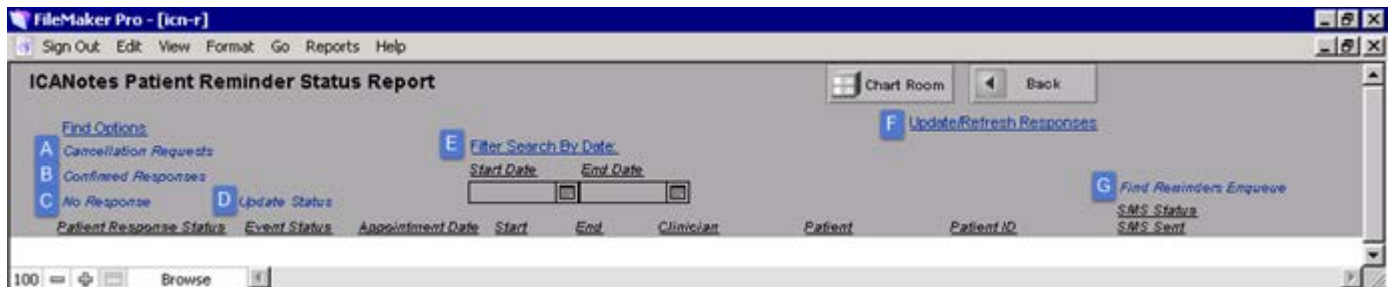 FileMaker Pro - [icn-r]
Sign Out Edit View Format Go Reports Help
ICANotes Patient Reminder Status Report
Chart Room
Back
Find Options
F Update/Refresh Responses
A Cancellation Requests
E Filter Search By Date:
B Confirmed Responses
Start Date End Date
G Find Reminders Enqueue
C No Response D Update Status
SMS Status
Patient Response Status Event Status Appointment Date Start End Clinician Patient Patient ID SMS Sent
100 Browse